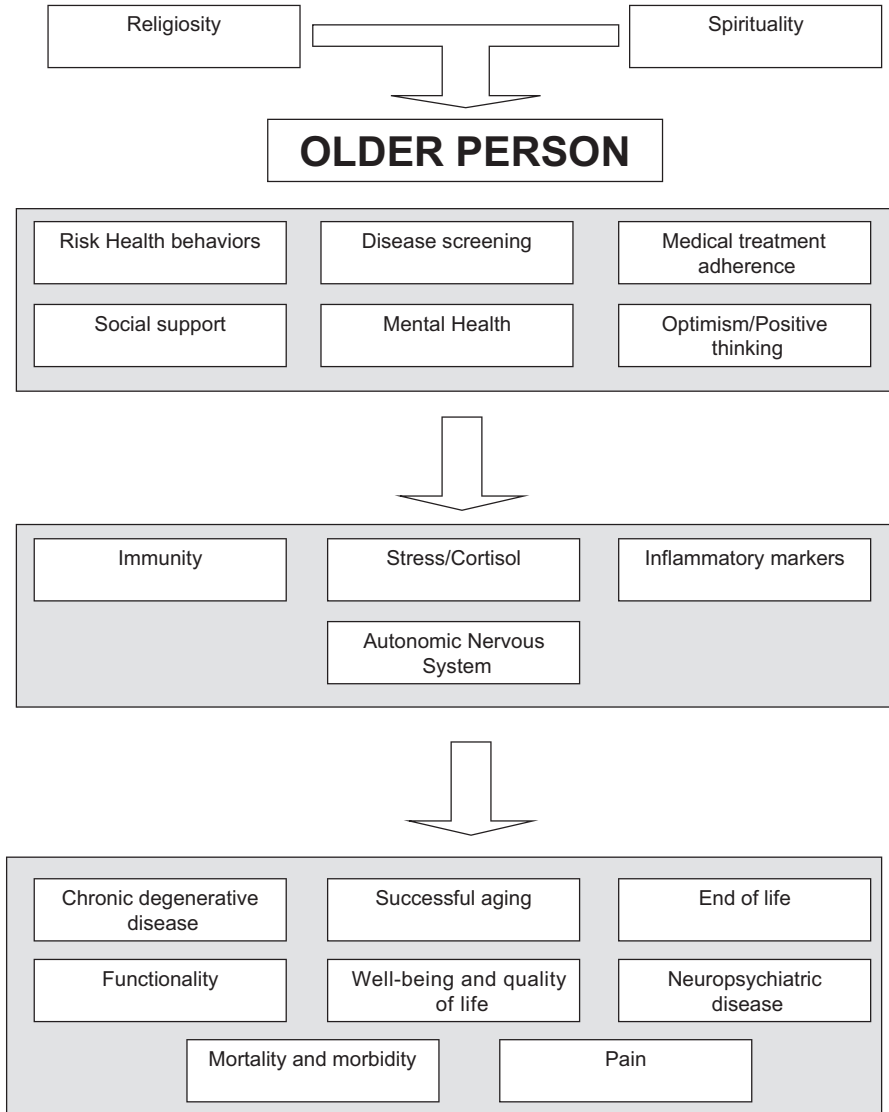 Religiosity
Spirituality
OLDER PERSON
Risk Health behaviors
Disease screening
Medical treatment
adherence
Social support
Mental Health
Optimism/Positive
thinking
Immunity
Stress/Cortisol
Inflammatory markers
Autonomic Nervous
System
Chronic degenerative
disease
Successful aging
End of life
Functionality
Well-being and quality
of life
Neuropsychiatric
disease
Mortality and morbidity
Pain